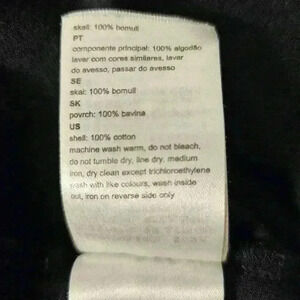 skall: 100% bomull
PT
componente principal: 100% algodão
lavar com cores similares, lavar
do avesso, passar do avesso
SE
skal: 100% bomull
SK
povrch: 100% bavlna
US
shell: 100% cotton
machine wash warm, do not bleach,
do not tumble dry, line dry, medium
iron, dry clean except trichloroethylene
wash with like colours, wash inside
out, iron on reverse side only